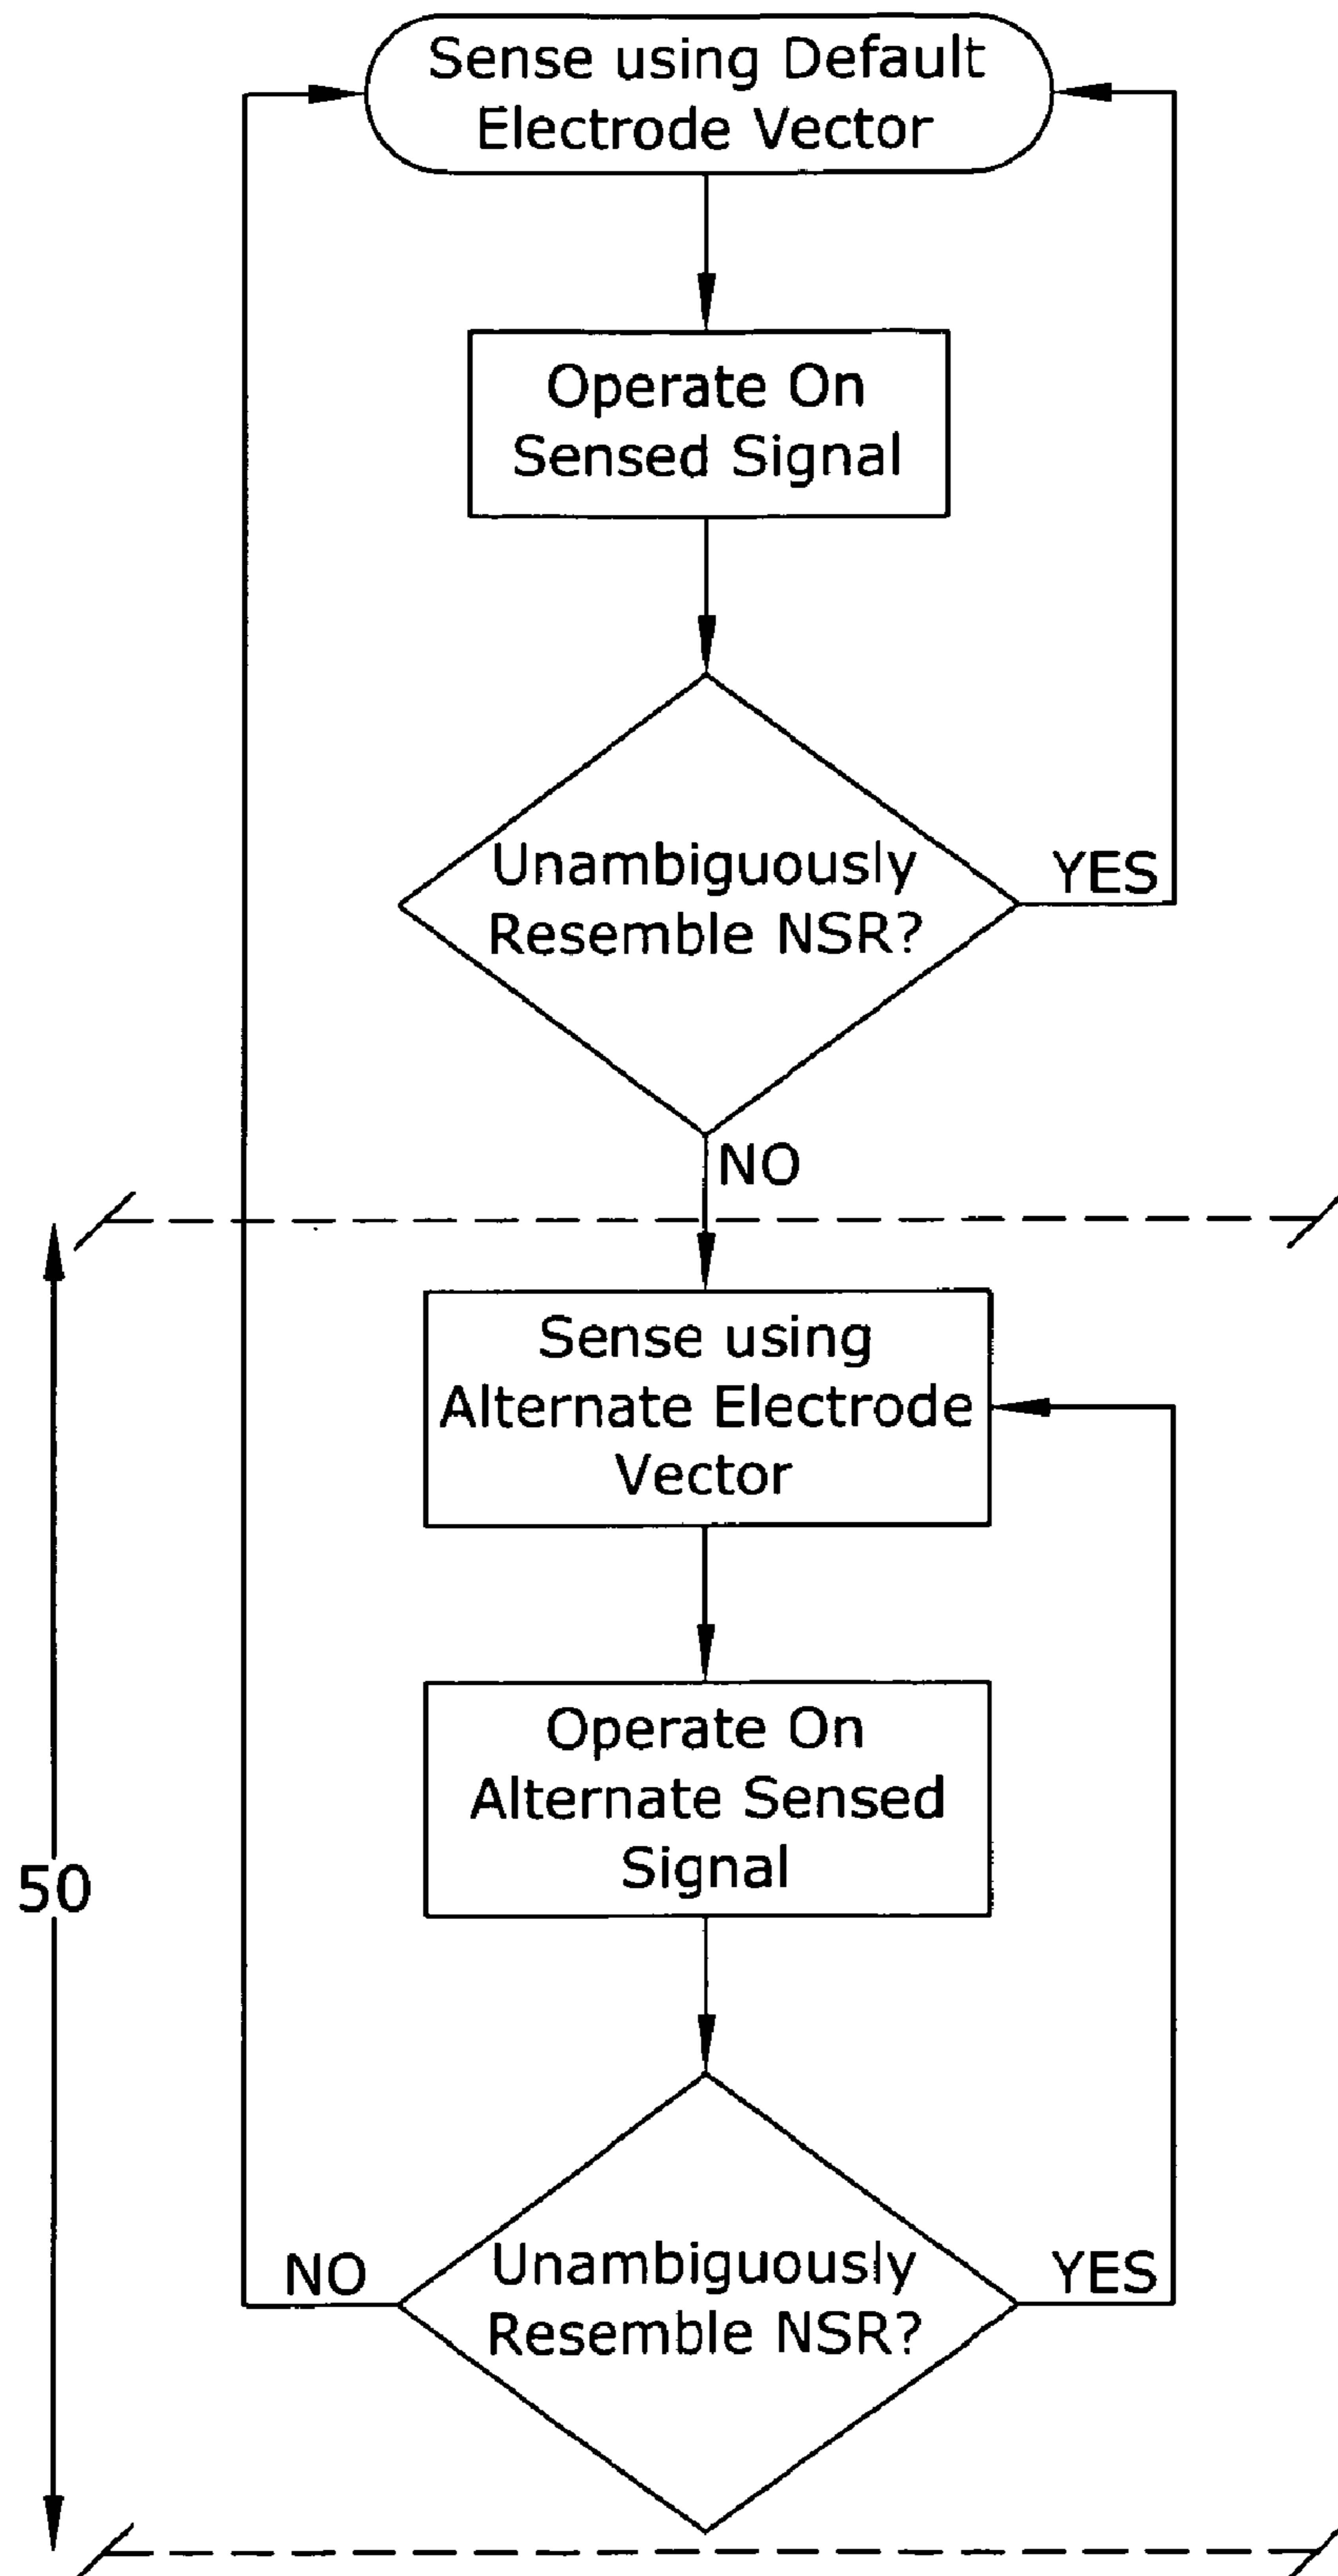 Sense using Default
Electrode Vector
Operate On
Sensed Signal
Unambiguously
Resemble NSR?
YES
NO
Sense using
Alternate Electrode
Vector
Operate On
Alternate Sensed
Signal
50
Unambiguously
Resemble NSR?
NO
YES